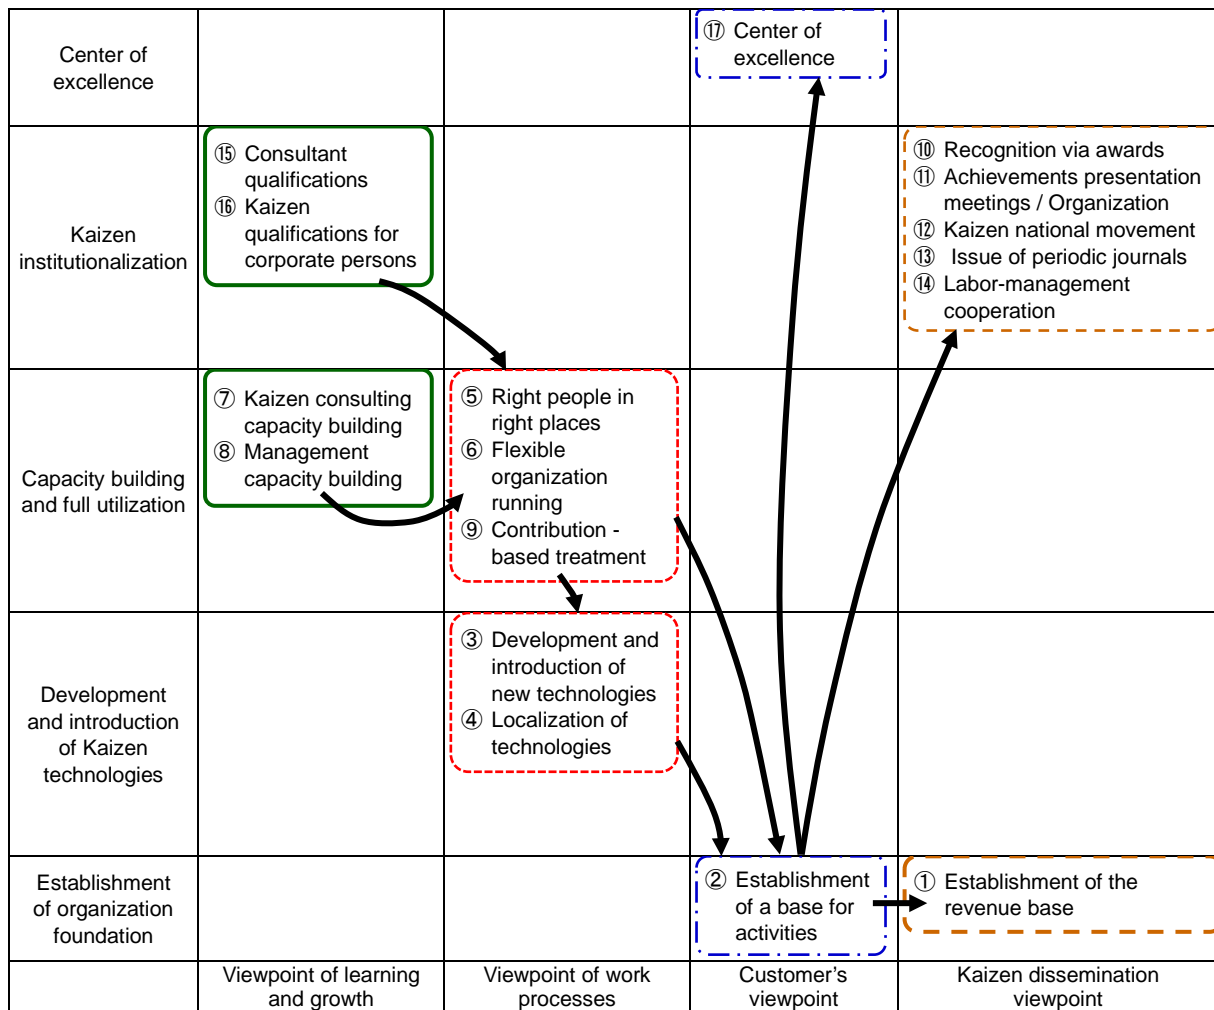 Center of
excellence
⑰ Center of
excellence
Kaizen
institutionalization
⑮ Consultant
qualifications
⑯ Kaizen
qualifications for
corporate persons
⑩ Recognition via awards
⑪ Achievements presentation
meetings / Organization
⑫ Kaizen national movement
⑬ Issue of periodic journals
⑭ Labor-management
cooperation
Capacity building
and full utilization
⑦ Kaizen consulting
capacity building
⑧ Management
capacity building
⑤ Right people in
right places
⑥ Flexible
organization
running
⑨ Contribution -
based treatment
Development
and introduction
of Kaizen
technologies
③ Development and
introduction of
new technologies
④ Localization of
technologies
Establishment
of organization
foundation
② Establishment
of a base for
activities
① Establishment of the
revenue base
Viewpoint of learning
and growth
Viewpoint of work
processes
Customer's
viewpoint
Kaizen dissemination
viewpoint